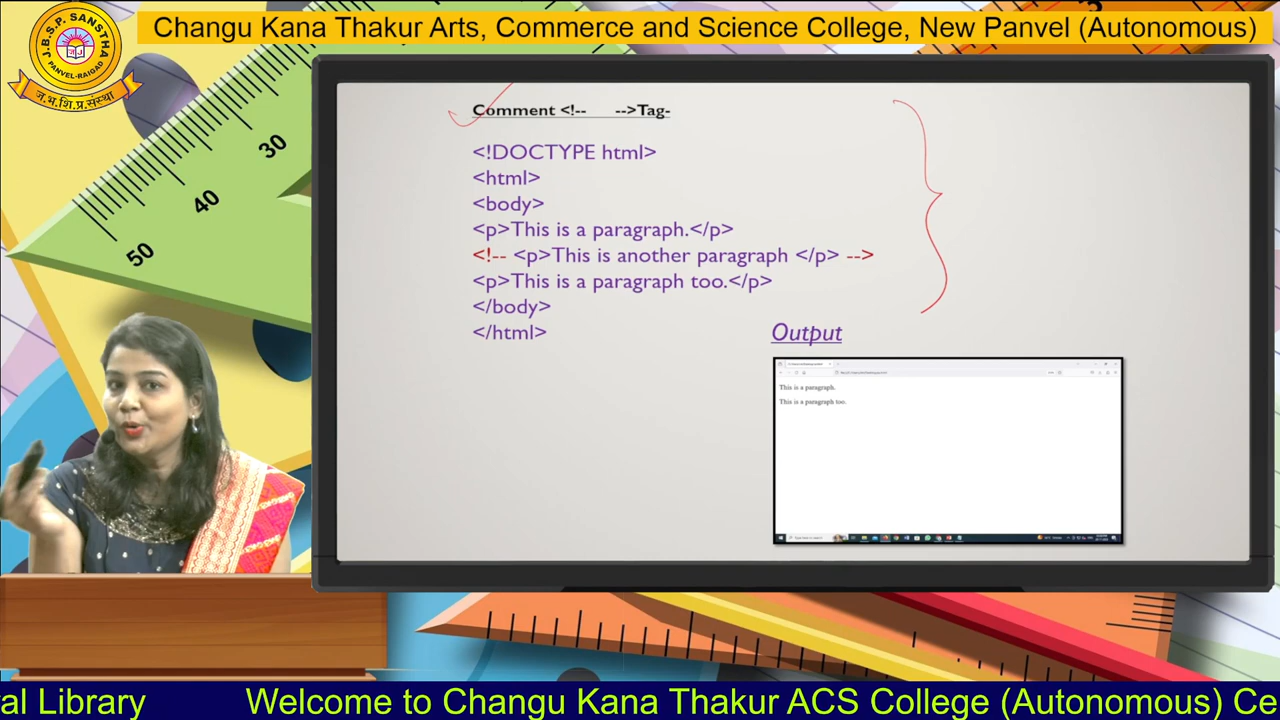 Changu Kana Thakur Arts, Commerce and Science College, New Panvel (Autonomous)
J.B.S.P. SANSTHA
PANVEL-RAIGAD
ज.भ.शि.प्र.संस्था
30
40
50
Comment <!-- -->Tag-
<!DOCTYPE html>
<html>
<body>
<p>This is a paragraph.</p>
<!-- <p>This is another paragraph </p> -->
<p>This is a paragraph too.</p>
</body>
</html>
Output
This is a paragraph.
This is a paragraph too.
al Library Welcome to Changu Kana Thakur ACS College (Autonomous) Ce